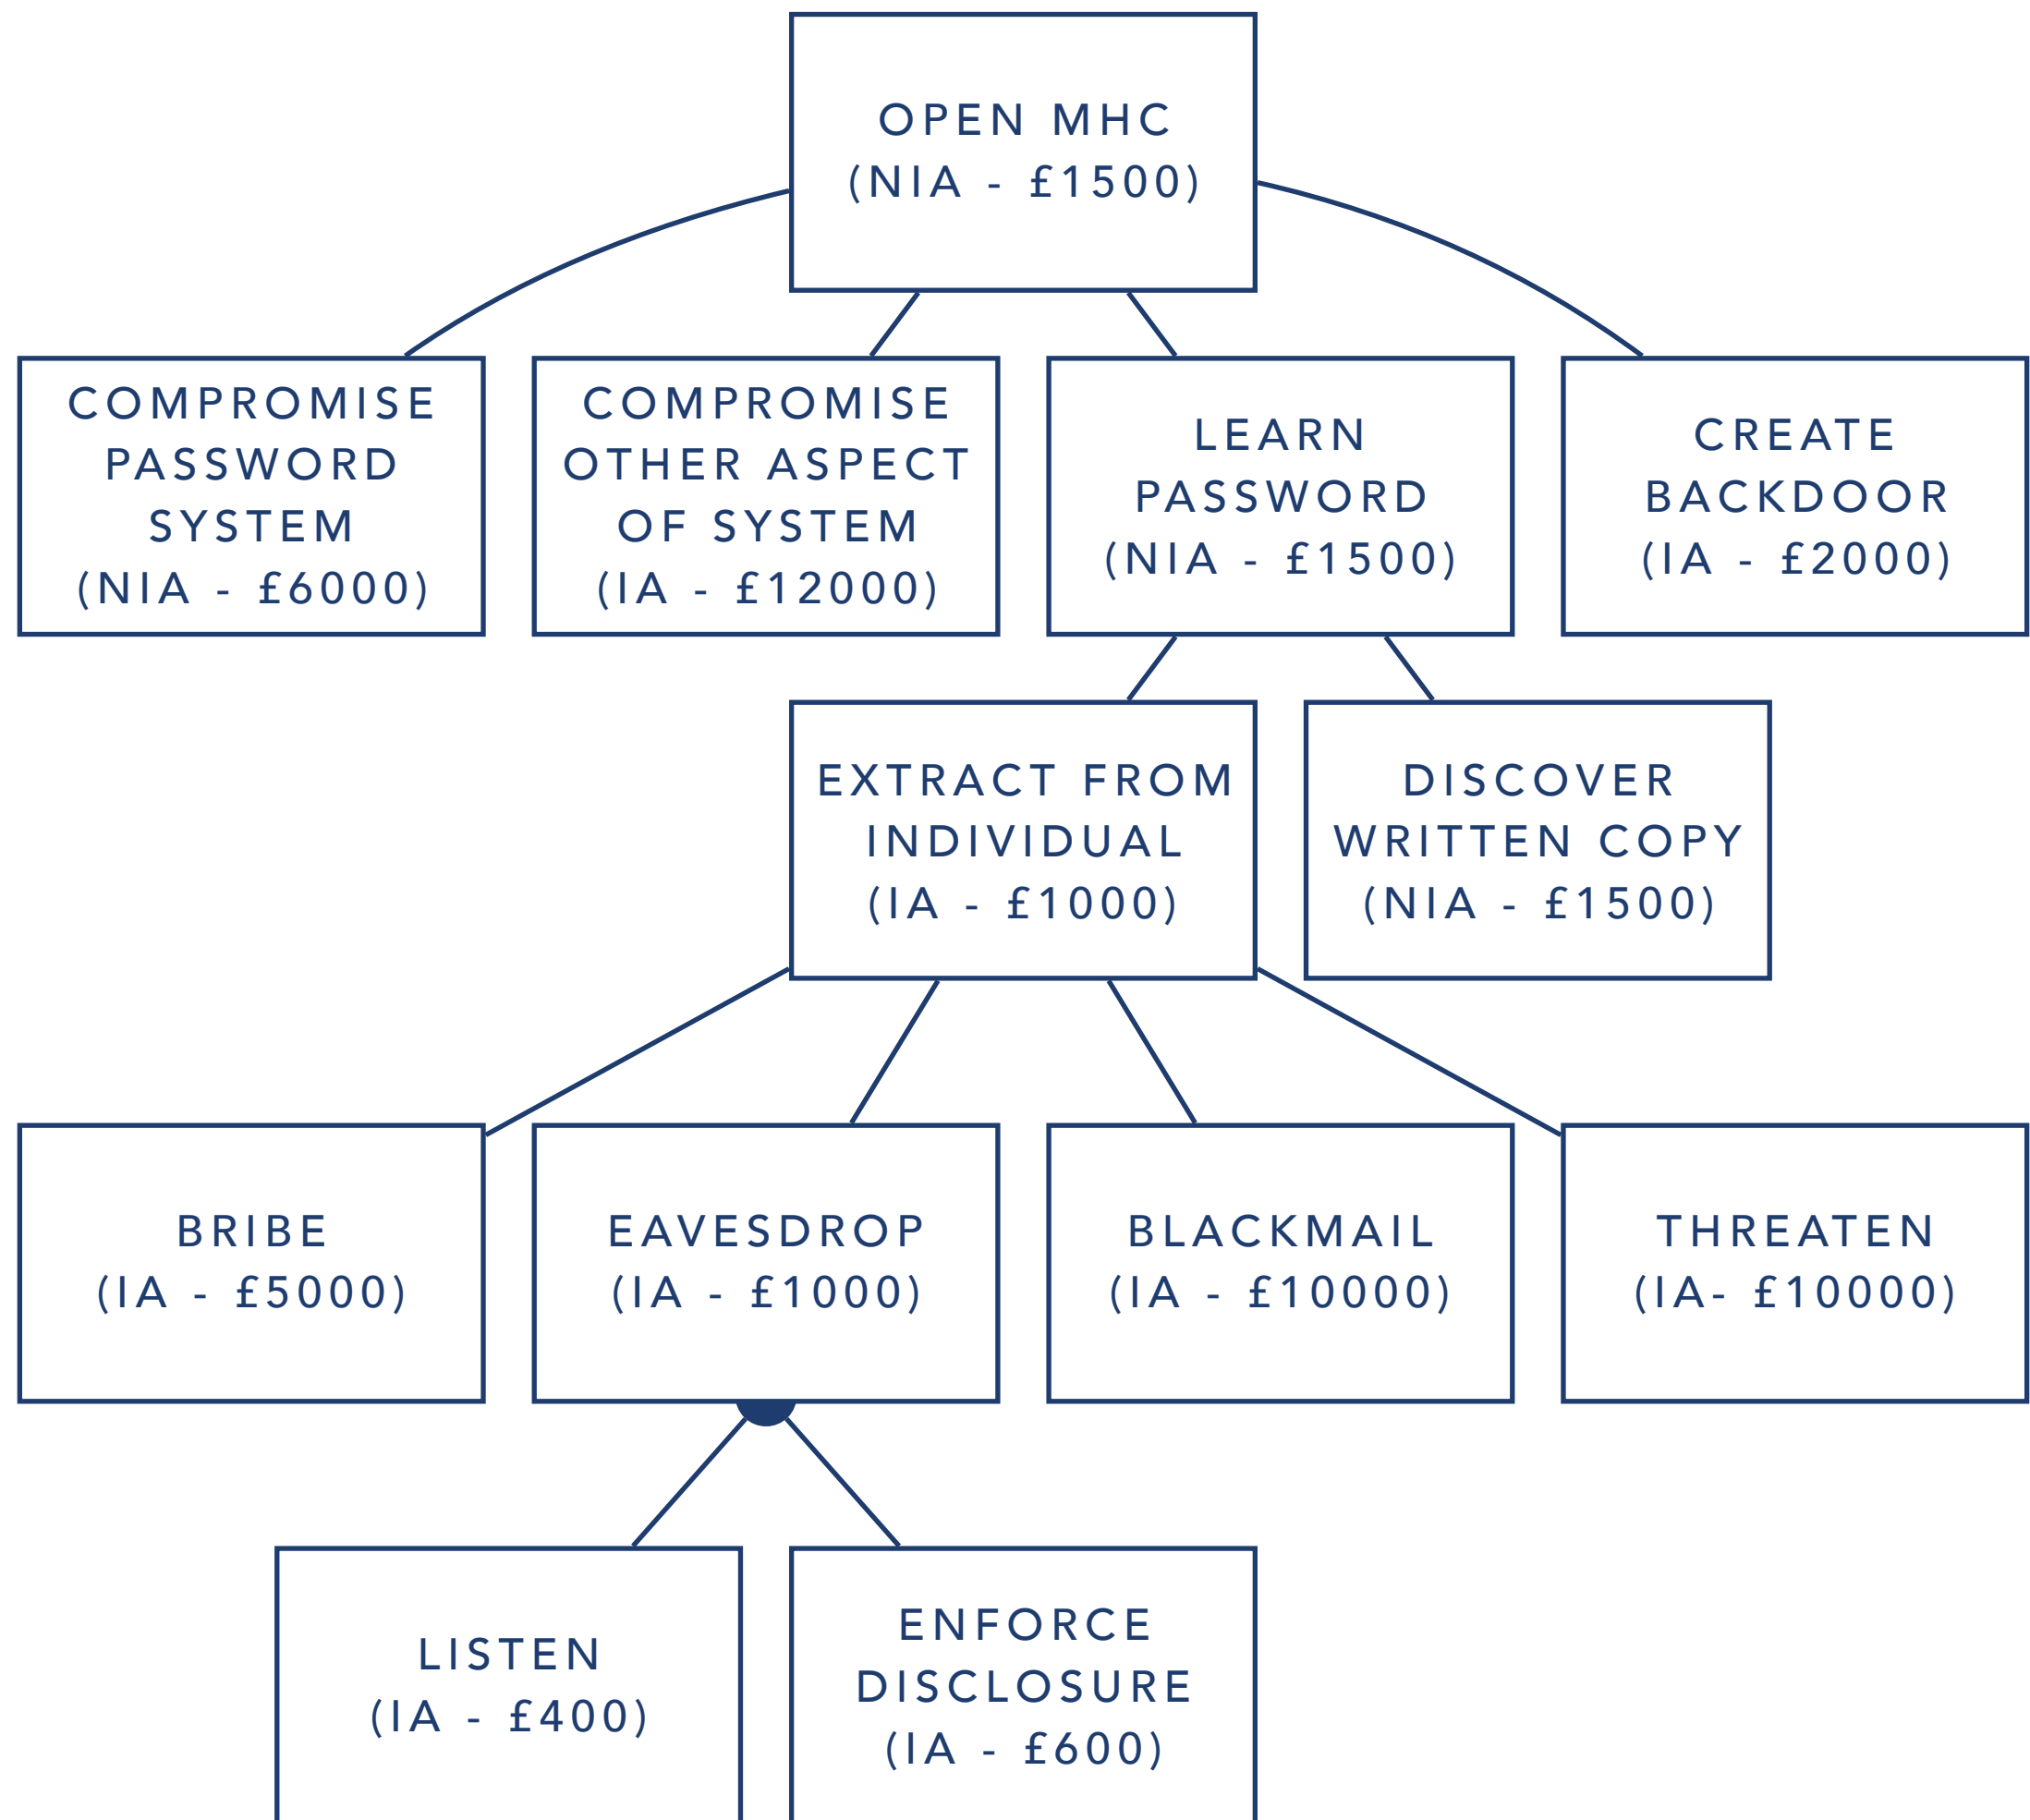 OPEN MHC
(NIA - £1500)
COMPROMISE
PASSWORD
SYSTEM
(NIA - £6000)
COMPROMISE
OTHER ASPECT
OF SYSTEM
(IA - £12000)
LEARN
PASSWORD
(NIA - £1500)
CREATE
BACKDOOR
(IA - £2000)
EXTRACT FROM
INDIVIDUAL
(IA - £1000)
DISCOVER
WRITTEN COPY
(NIA - £1500)
BRIBE
(IA - £5000)
EAVESDROP
(IA - £1000)
BLACKMAIL
(IA - £10000)
THREATEN
(IA- £10000)
LISTEN
(IA - £400)
ENFORCE
DISCLOSURE
(IA - £600)